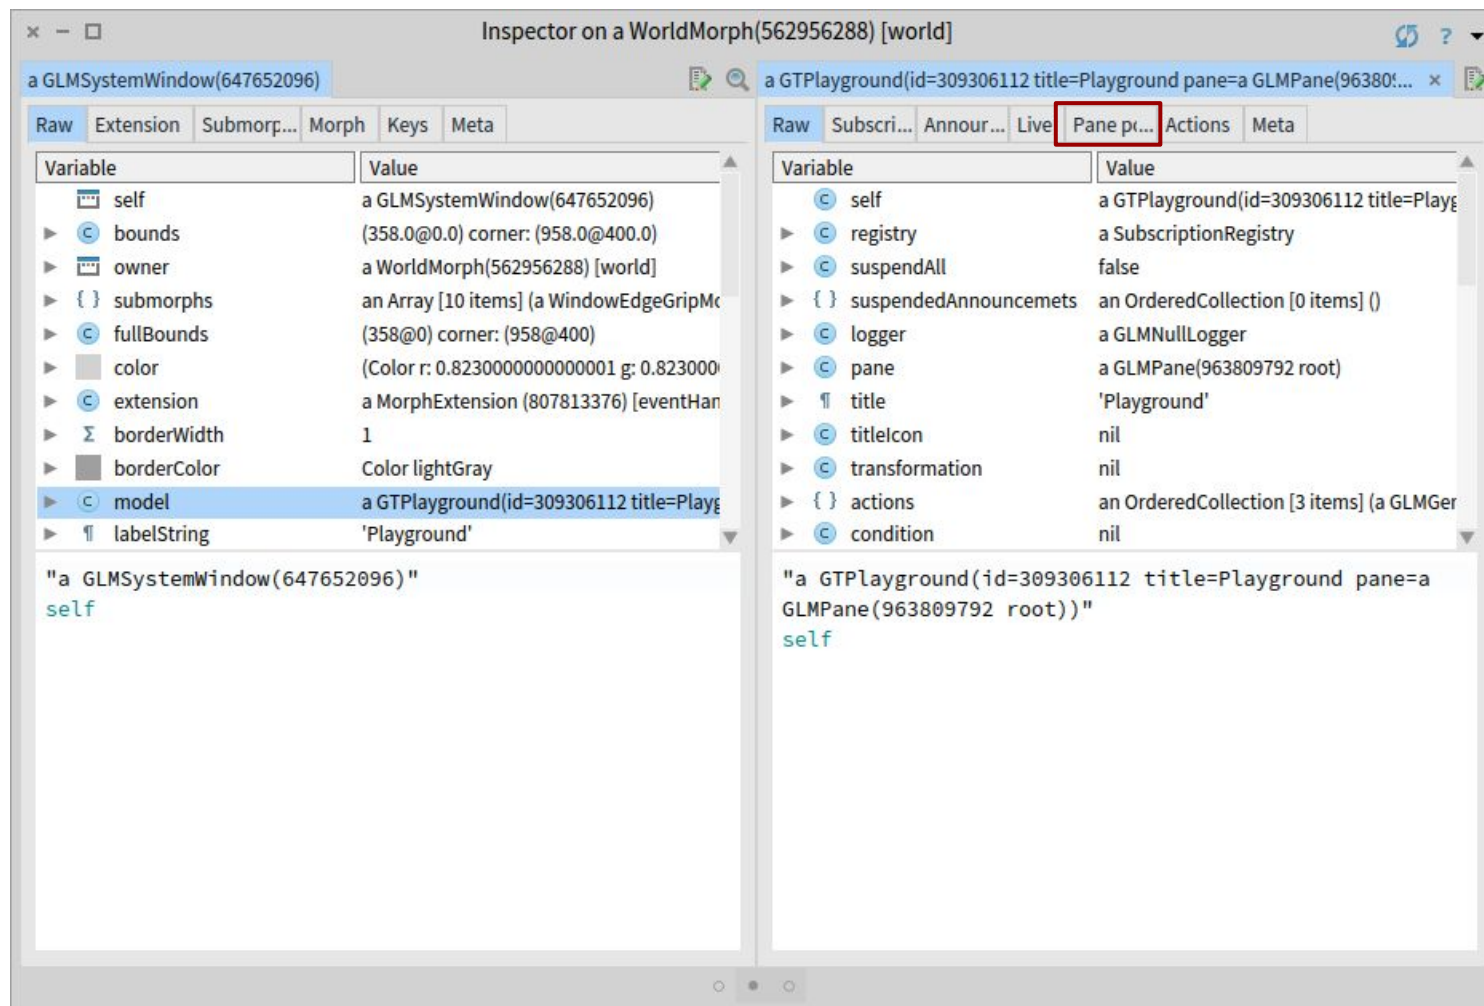 Inspector on a WorldMorph(562956288) [world]
?
a GLMSystemWindow(647652096)
a GTPlayground(id=309306112 title=Playground pane=a GLMPane(96380!...
Raw Extension Submorp... Morph Keys Meta
Raw Subscri... Annour... Live Pane po... Actions Meta
Variable Value
self a GLMSystemWindow(647652096)
bounds (358.0@0.0) corner: (958.0@400.0)
owner a WorldMorph(562956288) [world]
{ } submorphs an Array [10 items] (a WindowEdgeGripMo
C fullBounds (358@0) corner: (958@400)
color (Color r: 0.8230000000000001 g: 0.823000
C extension a MorphExtension (807813376) [eventHan
Σ borderWidth 1
borderColor Color lightGray
C model a GTPlayground(id=309306112 title=Playg
¶ labelString 'Playground'
"a GLMSystemWindow(647652096)"
self
Variable Value
C self a GTPlayground(id=309306112 title=Playg
C registry a SubscriptionRegistry
C suspendAll false
{ } suspendedAnnouncemets an OrderedCollection [0 items] ()
C logger a GLMNullLogger
C pane a GLMPane(963809792 root)
¶ title 'Playground'
C titleIcon nil
C transformation nil
{ } actions an OrderedCollection [3 items] (a GLMGer
C condition nil
"a GTPlayground(id=309306112 title=Playground pane=a
GLMPane(963809792 root))"
self